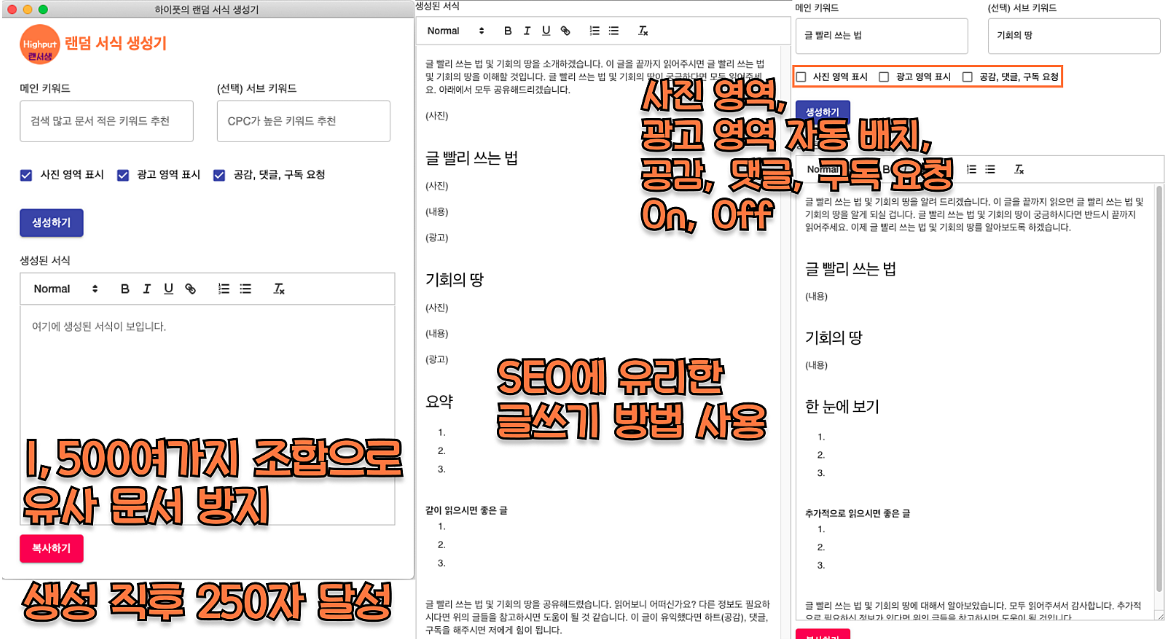 하이풋의 랜덤 서식 생성기
Highput
랜서생
랜덤 서식 생성기
메인 키워드
(선택) 서브 키워드
검색 많고 문서 적은 키워드 추천
CPC가 높은 키워드 추천
사진 영역 표시
광고 영역 표시
공감, 댓글, 구독 요청
생성하기
생성된 서식
Normal B I U
여기에 생성된 서식이 보입니다.
1,500여가지 조합으로
유사 문서 방지
복사하기
생성 직후 250자 달성
생성된 서식
Normal B I U
글 빨리 쓰는 법 및 기회의 땅을 소개하겠습니다. 이 글을 끝까지 읽어주시면 글 빨리 쓰는 법
및 기회의 땅을 이해할 것입니다. 글 빨리 쓰는 법 및 기회의 땅이 궁금하다면 모두 읽어주세
요. 아래에서 모두 공유해드리겠습니다.
(사진)
글 빨리 쓰는 법
(사진)
(내용)
(광고)
기회의 땅
(사진)
(내용)
(광고)
요약
1.
2.
3.
같이 읽으시면 좋은 글
1.
2.
3.
글 빨리 쓰는 법 및 기회의 땅을 공유해드렸습니다. 읽어보니 어떠신가요? 다른 정보도 필요하
시다면 위의 글들을 참고하시면 도움이 될 것 같습니다. 이 글이 유익했다면 하트(공감), 댓글,
구독을 해주시면 저에게 힘이 됩니다.
사진 영역,
광고 영역 자동 배치,
공감, 댓글, 구독 요청
On, Off
SEO에 유리한
글쓰기 방법 사용
메인 키워드
(선택) 서브 키워드
글 빨리 쓰는 법
기회의 땅
사진 영역 표시
광고 영역 표시
공감, 댓글, 구독 요청
생성하기
Normal B
글 빨리 쓰는 법 및 기회의 땅을 알려 드리겠습니다. 이 글을 끝까지 읽으면 글 빨리 쓰는 법 및
기회의 땅을 알게 되실 겁니다. 글 빨리 쓰는 법 및 기회의 땅이 궁금하시다면 반드시 끝까지
읽어주세요. 이제 글 빨리 쓰는 법 및 기회의 땅를 알아보도록 하겠습니다.
글 빨리 쓰는 법
(내용)
기회의 땅
(내용)
한 눈에 보기
1.
2.
3.
추가적으로 읽으시면 좋은 글
1.
2.
3.
글 빨리 쓰는 법 및 기회의 땅에 대해서 알아보았습니다. 모두 읽어주셔서 감사합니다. 추가적
으로 필요하신 정보가 있다면 위의 글들을 참고하시면 도움이 될 것입니다.
복사하기